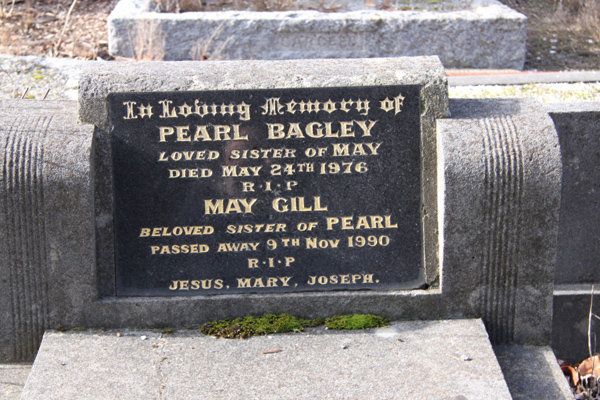 In Loving Memory of
PEARL BAGLEY
LOVED SISTER OF MAY
DIED MAY 24TH 1976
R·I·P
MAY GILL
BELOVED SISTER OF PEARL
PASSED AWAY 9TH NOV 1990
R·I·P
JESUS, MARY, JOSEPH.